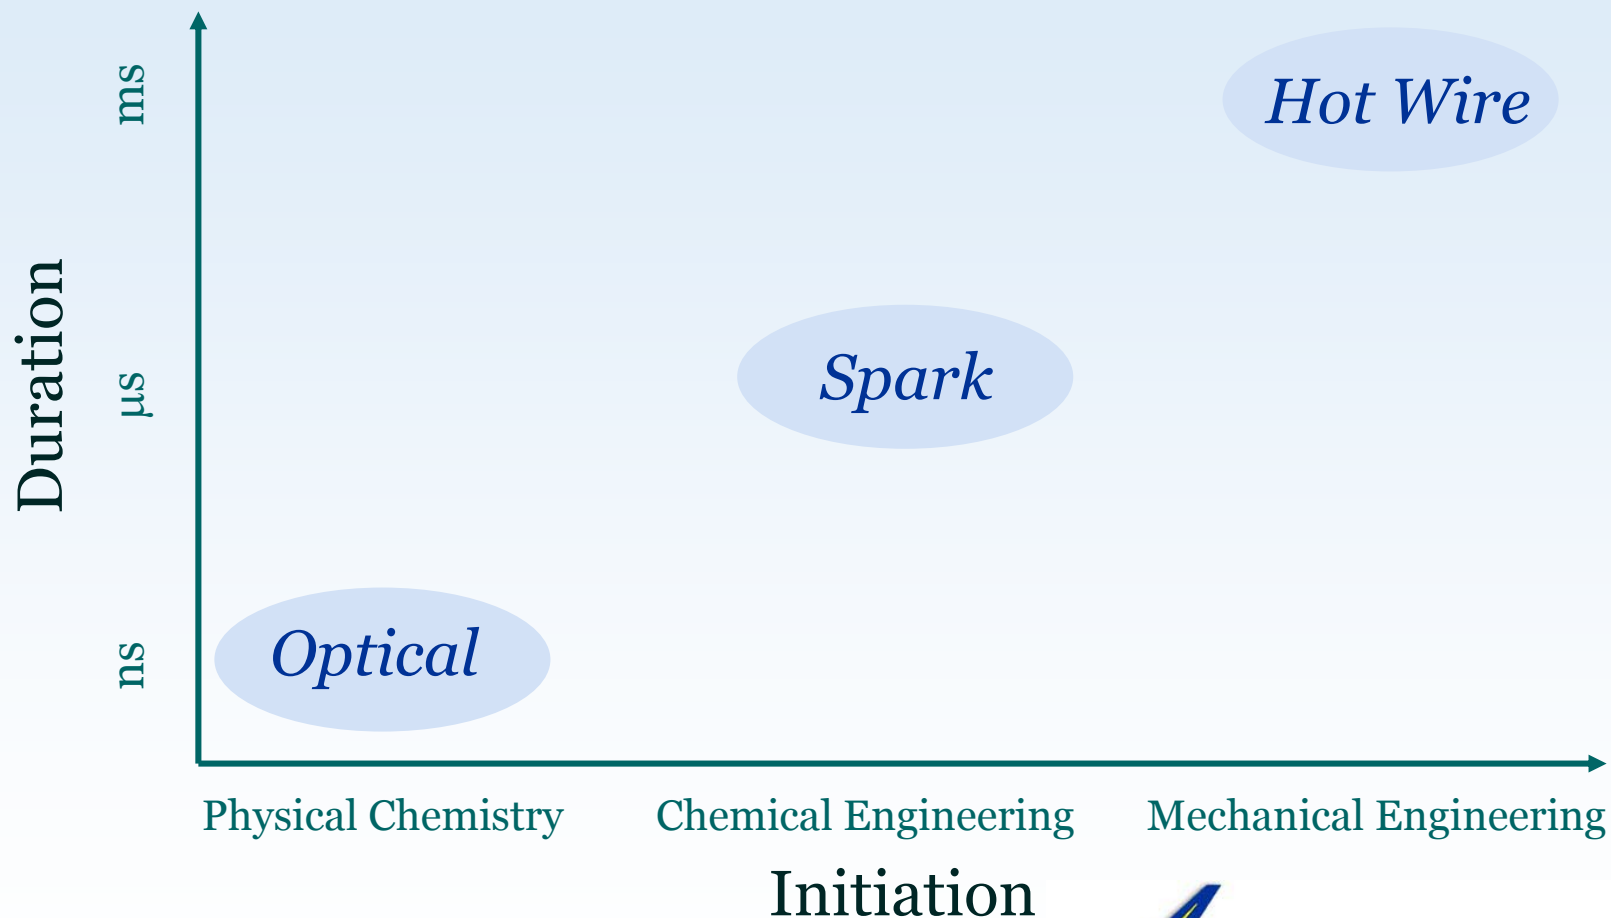 Duration
ms
µs
ns
Hot Wire
Spark
Optical
Physical Chemistry
Chemical Engineering
Mechanical Engineering
Initiation